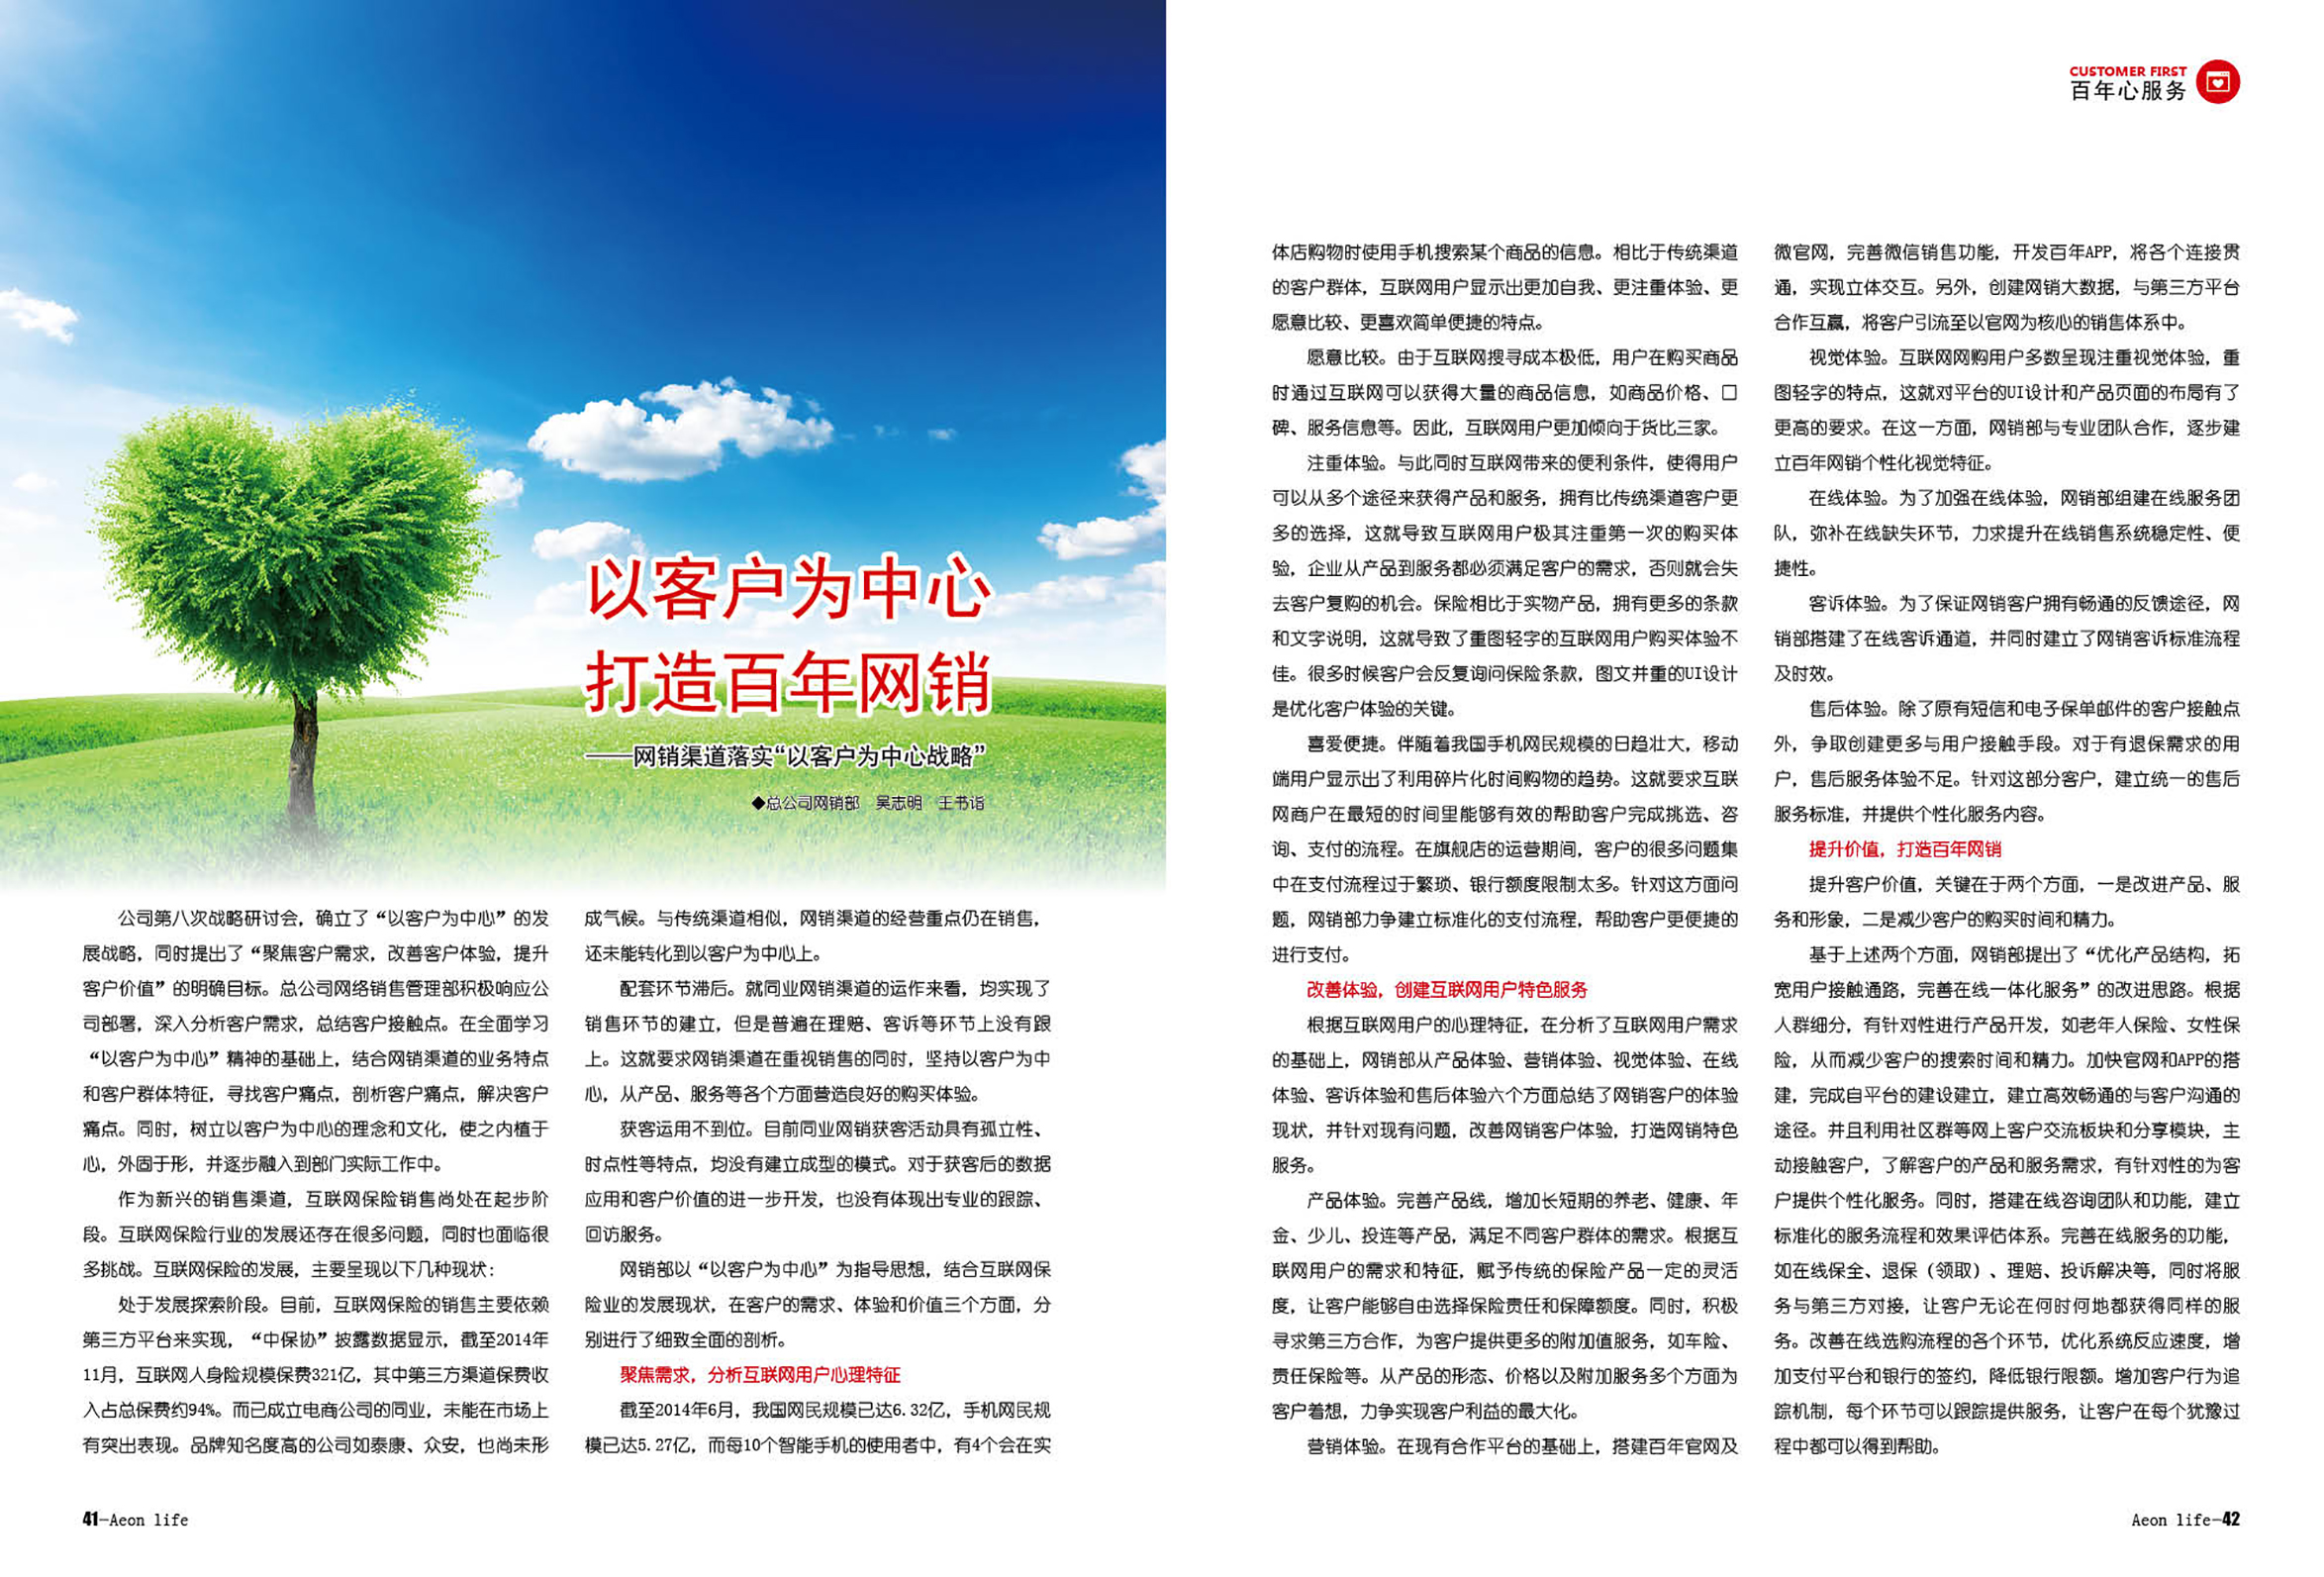 CUSTOMER FIRST
百年心服务
以客户为中心
打造百年网销
——网销渠道落实“以客户为中心战略”
◆总公司网销部 吴志明 王书诣
公司第八次战略研讨会，确立了“以客户为中心”的发
展战略，同时提出了“聚焦客户需求，改善客户体验，提升
客户价值”的明确目标。总公司网络销售管理部积极响应公
司部署，深入分析客户需求，总结客户接触点。在全面学习
“以客户为中心”精神的基础上，结合网销渠道的业务特点
和客户群体特征，寻找客户痛点，剖析客户痛点，解决客户
痛点。同时，树立以客户为中心的理念和文化，使之内植于
心，外固于形，并逐步融入到部门实际工作中。
作为新兴的销售渠道，互联网保险销售尚处在起步阶
段。互联网保险行业的发展还存在很多问题，同时也面临很
多挑战。互联网保险的发展，主要呈现以下几种现状：
处于发展探索阶段。目前，互联网保险的销售主要依赖
第三方平台来实现，“中保协”披露数据显示，截至2014年
11月，互联网人身险规模保费321亿，其中第三方渠道保费收
入占总保费约94%。而已成立电商公司的同业，未能在市场上
有突出表现。品牌知名度高的公司如泰康、众安，也尚未形
成气候。与传统渠道相似，网销渠道的经营重点仍在销售，
还未能转化到以客户为中心上。
配套环节滞后。就同业网销渠道的运作来看，均实现了
销售环节的建立，但是普遍在理赔、客诉等环节上没有跟
上。这就要求网销渠道在重视销售的同时，坚持以客户为中
心，从产品、服务等各个方面营造良好的购买体验。
获客运用不到位。目前同业网销获客活动具有孤立性、
时点性等特点，均没有建立成型的模式。对于获客后的数据
应用和客户价值的进一步开发，也没有体现出专业的跟踪、
回访服务。
网销部以“以客户为中心”为指导思想，结合互联网保
险业的发展现状，在客户的需求、体验和价值三个方面，分
别进行了细致全面的剖析。
聚焦需求，分析互联网用户心理特征
截至2014年6月，我国网民规模已达6.32亿，手机网民规
模已达5.27亿，而每10个智能手机的使用者中，有4个会在实
体店购物时使用手机搜索某个商品的信息。相比于传统渠道
的客户群体，互联网用户显示出更加自我、更注重体验、更
愿意比较、更喜欢简单便捷的特点。
愿意比较。由于互联网搜寻成本极低，用户在购买商品
时通过互联网可以获得大量的商品信息，如商品价格、口
碑、服务信息等。因此，互联网用户更加倾向于货比三家。
注重体验。与此同时互联网带来的便利条件，使得用户
可以从多个途径来获得产品和服务，拥有比传统渠道客户更
多的选择，这就导致互联网用户极其注重第一次的购买体
验，企业从产品到服务都必须满足客户的需求，否则就会失
去客户复购的机会。保险相比于实物产品，拥有更多的条款
和文字说明，这就导致了重图轻字的互联网用户购买体验不
佳。很多时候客户会反复询问保险条款，图文并重的UI设计
是优化客户体验的关键。
喜爱便捷。伴随着我国手机网民规模的日趋壮大，移动
端用户显示出了利用碎片化时间购物的趋势。这就要求互联
网商户在最短的时间里能够有效的帮助客户完成挑选、咨
询、支付的流程。在旗舰店的运营期间，客户的很多问题集
中在支付流程过于繁琐、银行额度限制太多。针对这方面问
题，网销部力争建立标准化的支付流程，帮助客户更便捷的
进行支付。
改善体验，创建互联网用户特色服务
根据互联网用户的心理特征，在分析了互联网用户需求
的基础上，网销部从产品体验、营销体验、视觉体验、在线
体验、客诉体验和售后体验六个方面总结了网销客户的体验
现状，并针对现有问题，改善网销客户体验，打造网销特色
服务。
产品体验。完善产品线，增加长短期的养老、健康、年
金、少儿、投连等产品，满足不同客户群体的需求。根据互
联网用户的需求和特征，赋予传统的保险产品一定的灵活
度，让客户能够自由选择保险责任和保障额度。同时，积极
寻求第三方合作，为客户提供更多的附加值服务，如车险、
责任保险等。从产品的形态、价格以及附加服务多个方面为
客户着想，力争实现客户利益的最大化。
营销体验。在现有合作平台的基础上，搭建百年官网及
微官网，完善微信销售功能，开发百年APP，将各个连接贯
通，实现立体交互。另外，创建网销大数据，与第三方平台
合作互赢，将客户引流至以官网为核心的销售体系中。
视觉体验。互联网网购用户多数呈现注重视觉体验，重
图轻字的特点，这就对平台的UI设计和产品页面的布局有了
更高的要求。在这一方面，网销部与专业团队合作，逐步建
立百年网销个性化视觉特征。
在线体验。为了加强在线体验，网销部组建在线服务团
队，弥补在线缺失环节，力求提升在线销售系统稳定性、便
捷性。
客诉体验。为了保证网销客户拥有畅通的反馈途径，网
销部搭建了在线客诉通道，并同时建立了网销客诉标准流程
及时效。
售后体验。除了原有短信和电子保单邮件的客户接触点
外，争取创建更多与用户接触手段。对于有退保需求的用
户，售后服务体验不足。针对这部分客户，建立统一的售后
服务标准，并提供个性化服务内容。
提升价值，打造百年网销
提升客户价值，关键在于两个方面，一是改进产品、服
务和形象，二是减少客户的购买时间和精力。
基于上述两个方面，网销部提出了“优化产品结构，拓
宽用户接触通路，完善在线一体化服务”的改进思路。根据
人群细分，有针对性进行产品开发，如老年人保险、女性保
险，从而减少客户的搜索时间和精力。加快官网和APP的搭
建，完成自平台的建设建立，建立高效畅通的与客户沟通的
途径。并且利用社区群等网上客户交流板块和分享模块，主
动接触客户，了解客户的产品和服务需求，有针对性的为客
户提供个性化服务。同时，搭建在线咨询团队和功能，建立
标准化的服务流程和效果评估体系。完善在线服务的功能，
如在线保全、退保（领取）、理赔、投诉解决等，同时将服
务与第三方对接，让客户无论在何时何地都获得同样的服
务。改善在线选购流程的各个环节，优化系统反应速度，增
加支付平台和银行的签约，降低银行限额。增加客户行为追
踪机制，每个环节可以跟踪提供服务，让客户在每个犹豫过
程中都可以得到帮助。
41—Aeon life
Aeon life—42